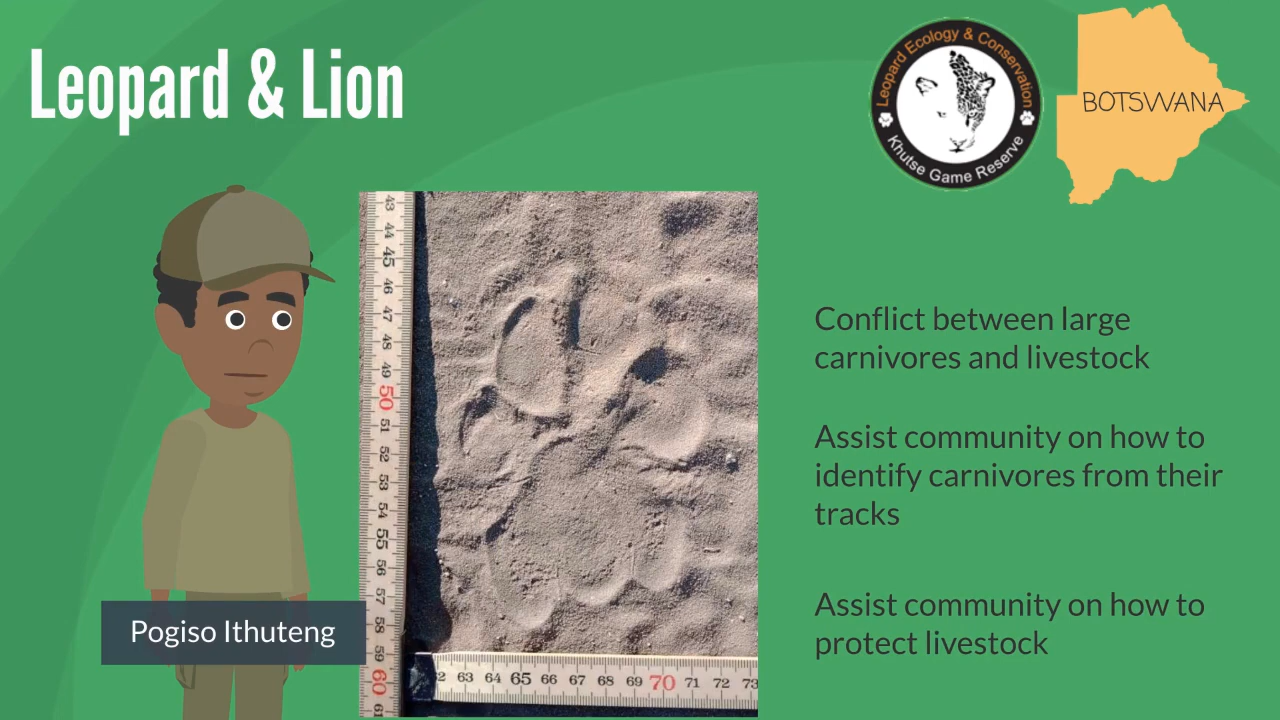 Leopard & Lion
Leopard Ecology & Conservation
Khutse Game Reserve
BOTSWANA
43
44
45
46
47
48
49
50
51
52
53
54
55
56
57
58
59
60
61
2 63 64 65 66 67 68 69 70 71 72 73
Conflict between large
carnivores and livestock
Assist community on how to
identify carnivores from their
tracks
Assist community on how to
protect livestock
Pogiso Ithuteng